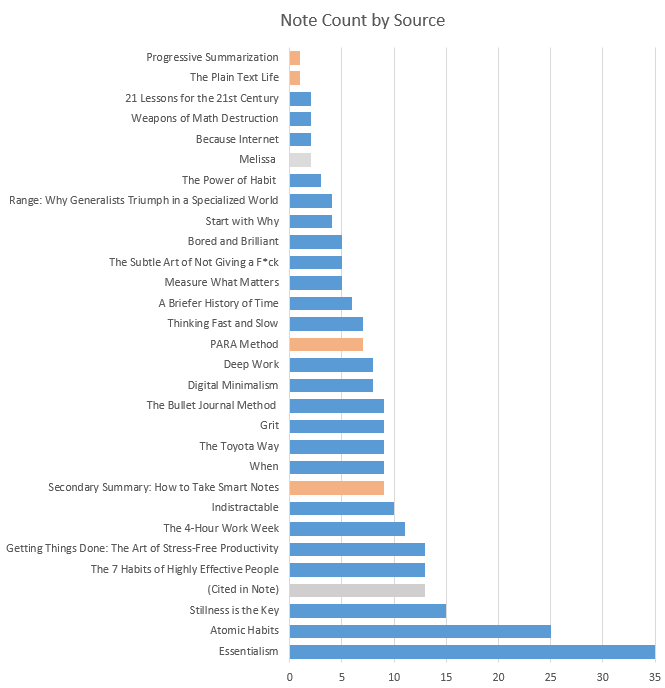 Note Count by Source
Progressive Summarization
The Plain Text Life
21 Lessons for the 21st Century
Weapons of Math Destruction
Because Internet
Melissa
The Power of Habit
Range: Why Generalists Triumph in a Specialized World
Start with Why
Bored and Brilliant
The Subtle Art of Not Giving a F*ck
Measure What Matters
A Briefer History of Time
Thinking Fast and Slow
PARA Method
Deep Work
Digital Minimalism
The Bullet Journal Method
Grit
The Toyota Way
When
Secondary Summary: How to Take Smart Notes
Indistractable
The 4-Hour Work Week
Getting Things Done: The Art of Stress-Free Productivity
The 7 Habits of Highly Effective People
(Cited in Note)
Stillness is the Key
Atomic Habits
Essentialism
0 5 10 15 20 25 30 35